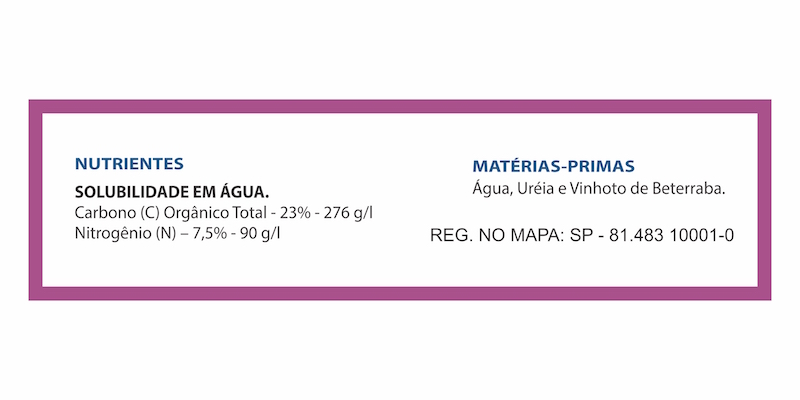 NUTRIENTES
SOLUBILIDADE EM ÁGUA.
Carbono (C) Orgânico Total - 23% - 276 g/l
Nitrogênio (N) – 7,5% - 90 g/l
MATÉRIAS-PRIMAS
Água, Uréia e Vinhoto de Beterraba.
REG. NO MAPA: SP - 81.483 10001-0